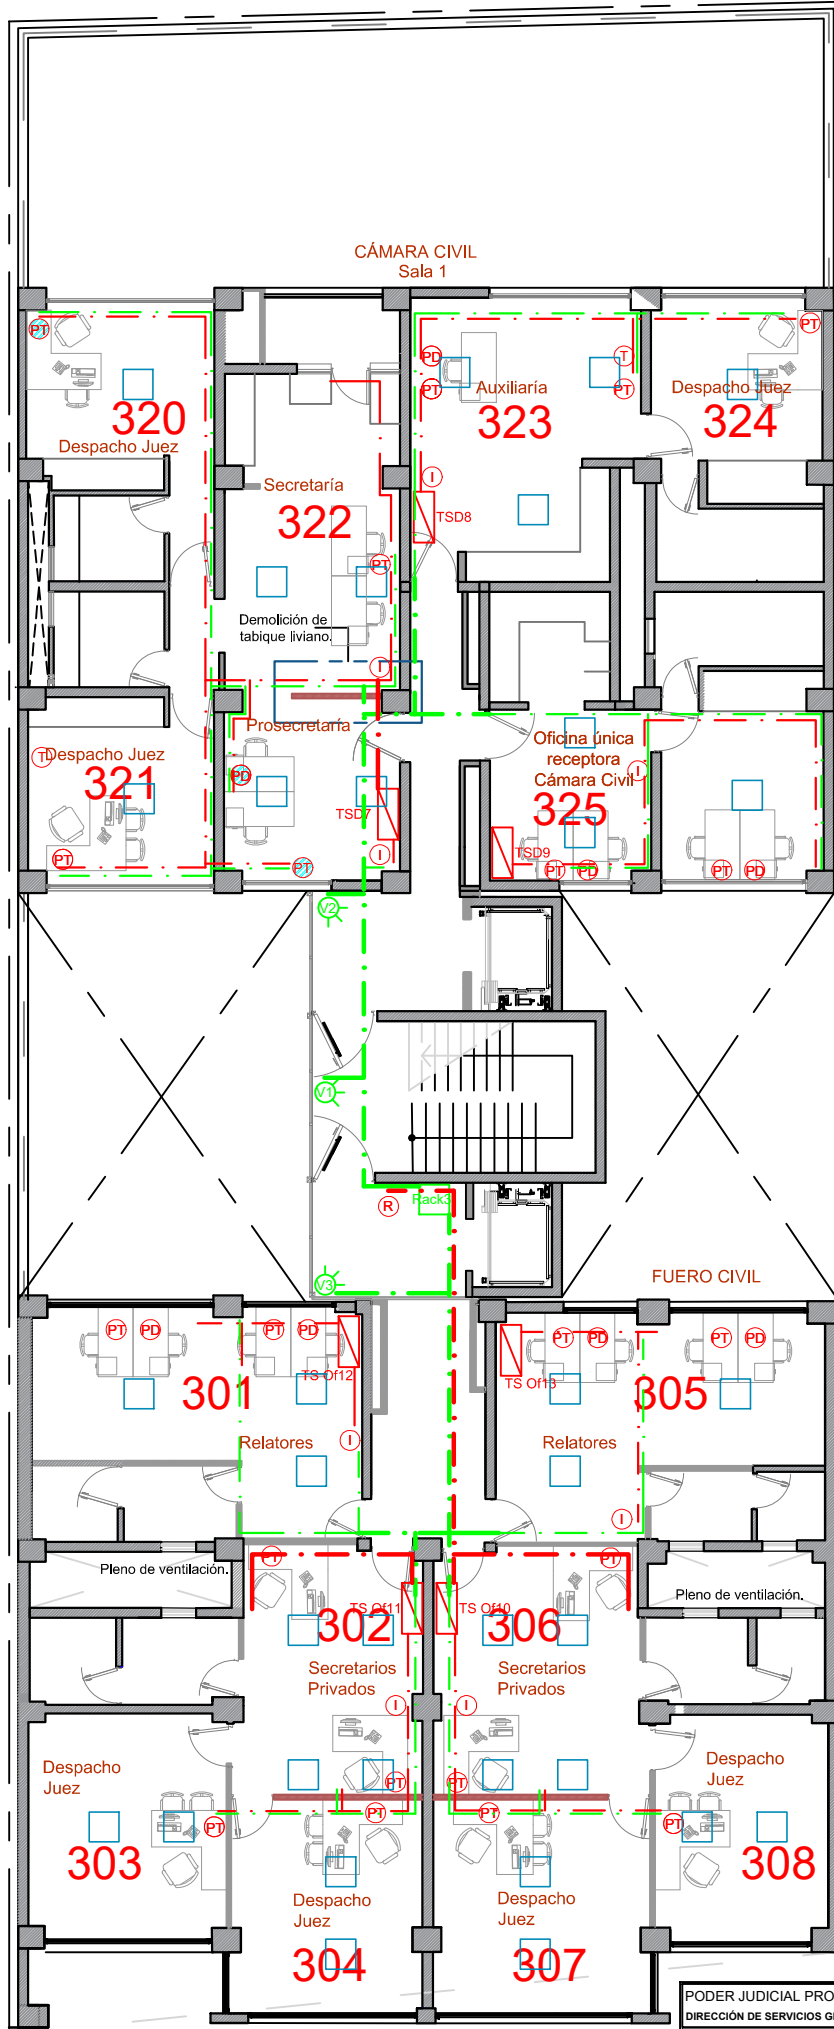 CÁMARA CIVIL
Sala 1
PT
PT
PD
T
PT
PT
Auxiliaría
Despacho Juez
320
323
324
Despacho Juez
I
Secretaría
322
TSD8
PT
Demolición de
tabique liviano.
I
Prosecretaría
Oficina única
receptora
Cámara Civil
T
Despacho Juez
PD
I
321
325
TSD7
TSD9
PT
I
PT
PT
PD
PT
PD
V2
V1
R
Rack3
V3
FUERO CIVIL
PT
PD
PT
PD
PT
PD
PT
PD
TS Of12
TS Of13
301
305
I
Relatores
Relatores
I
PT
PT
Pleno de ventilación.
Pleno de ventilación.
TS Of11
TS Of10
302
306
Secretarios
Privados
Secretarios
Privados
I
I
Despacho
Juez
Despacho
Juez
PT
PT
PT
PT
PT
PT
303
308
Despacho
Juez
Despacho
Juez
304
307
PODER JUDICIAL PRO
DIRECCIÓN DE SERVICIOS G